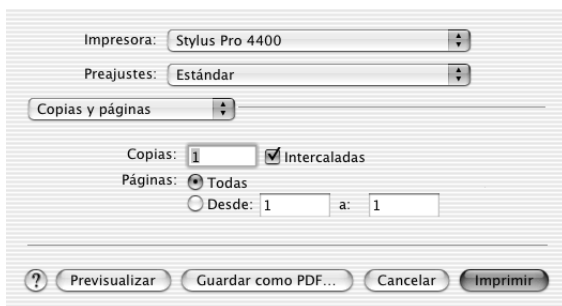 Impresora: Stylus Pro 4400
Preajustes: Estándar
Copias y páginas
Copias: 1 Intercaladas
Páginas: Todas
Desde: 1 a: 1
? Previsualizar Guardar como PDF... Cancelar Imprimir